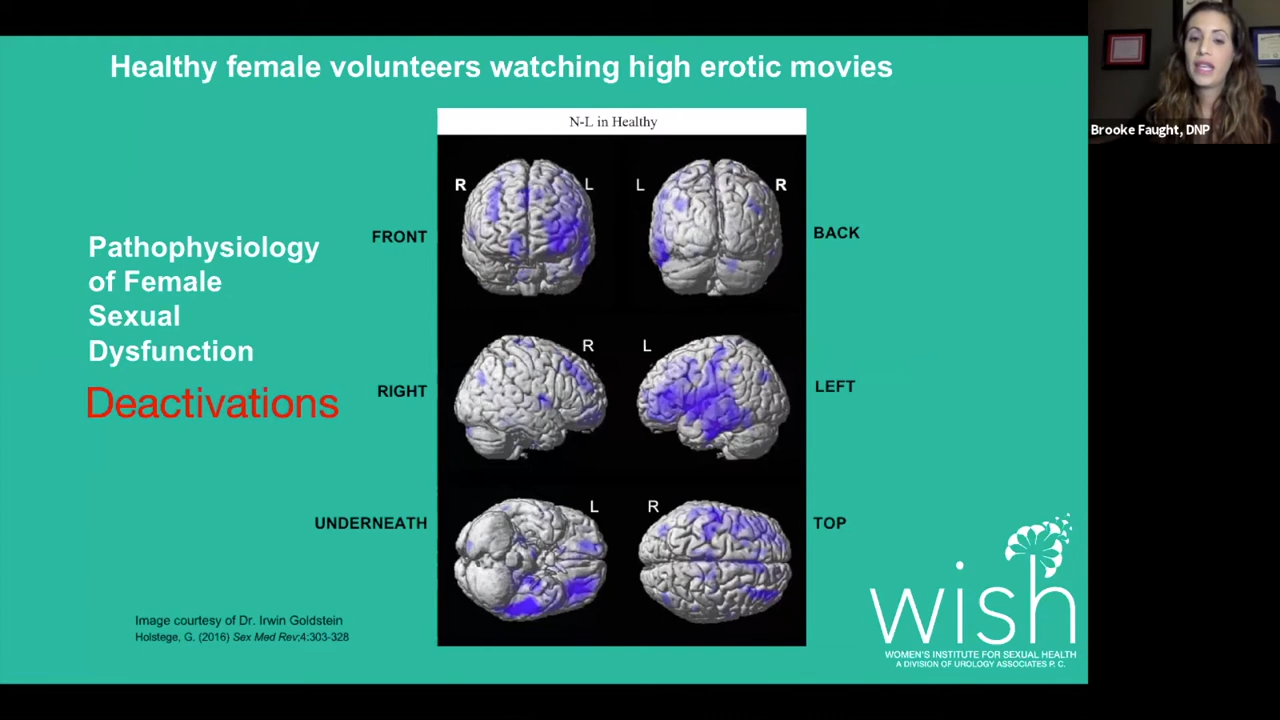 Healthy female volunteers watching high erotic movies
Brooke Faught, DNP
N-L in Healthy
R
L
L
R
FRONT
BACK
Pathophysiology
of Female
Sexual
Dysfunction
Deactivations
R
L
RIGHT
LEFT
L
R
UNDERNEATH
TOP
Image courtesy of Dr. Irwin Goldstein
Holstege, G. (2016) Sex Med Rev;4:303-328
wish
WOMEN'S INSTITUTE FOR SEXUAL HEALTH
A DIVISION OF UROLOGY ASSOCIATES P. C.